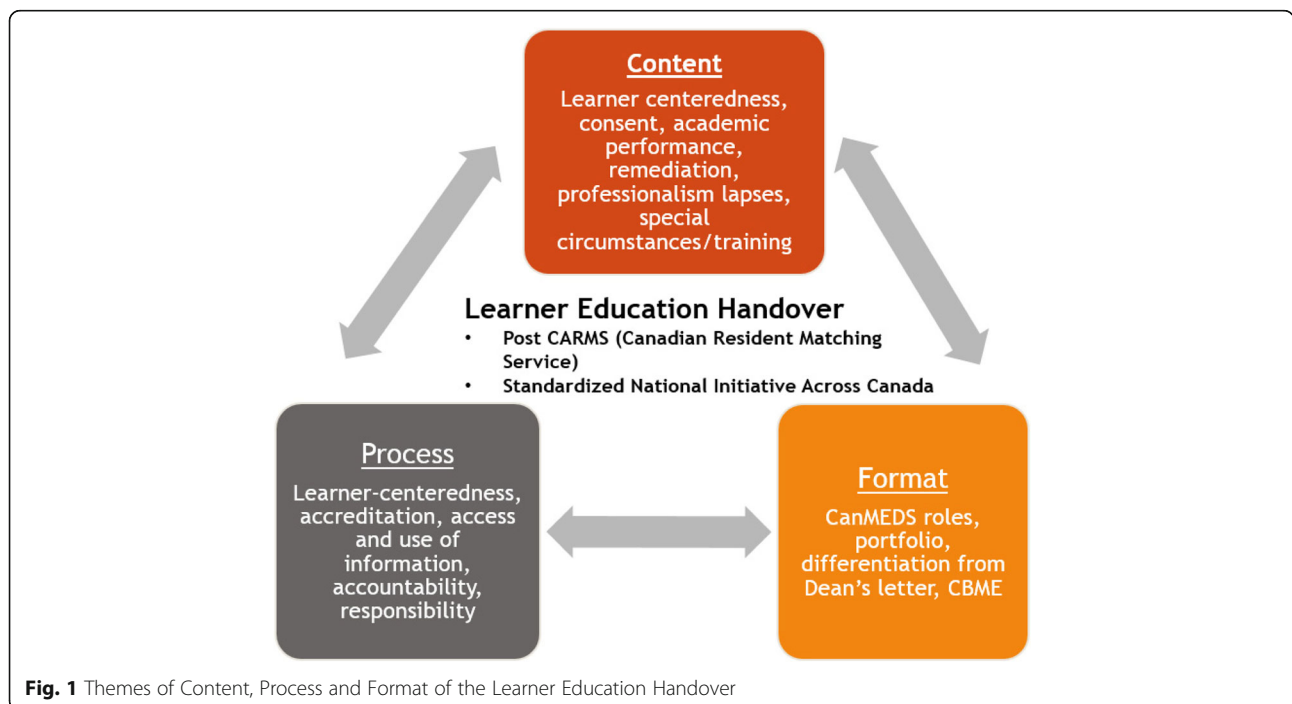 Content
Learner centeredness,
consent, academic
performance,
remediation,
professionalism lapses,
special
circumstances/training
Learner Education Handover
• Post CARMS (Canadian Resident Matching
Service)
• Standardized National Initiative Across Canada
Process
Learner-centeredness,
accreditation, access
and use of
information,
accountability,
responsibility
Format
CanMEDS roles,
portfolio,
differentiation from
Dean's letter, CBME
Fig. 1 Themes of Content, Process and Format of the Learner Education Handover